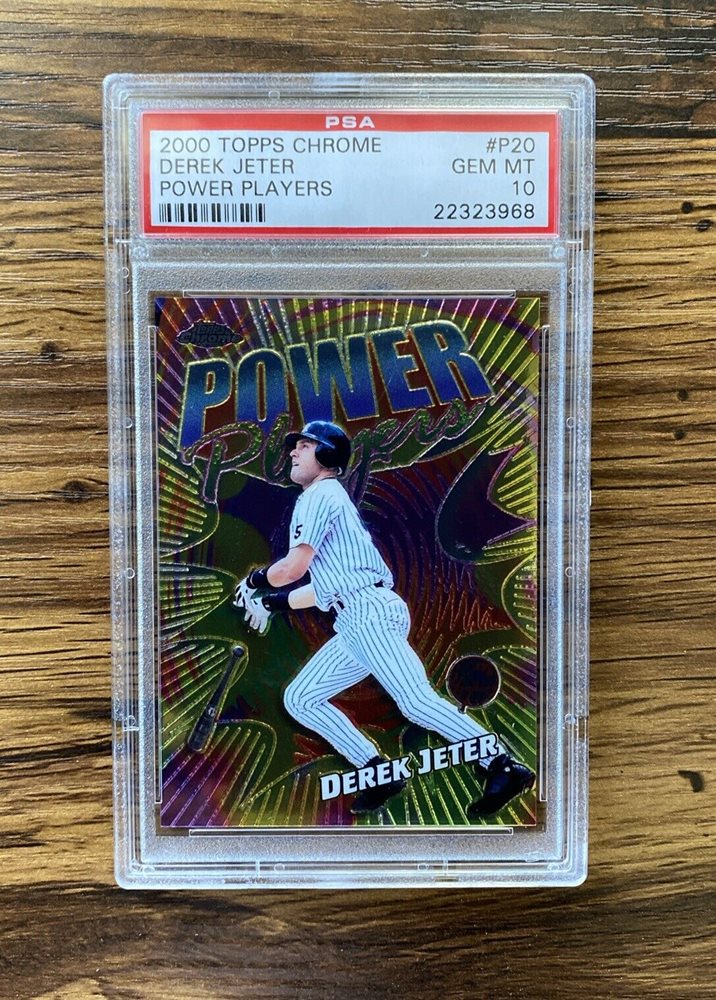 PSA
2000 TOPPS CHROME #P20
DEREK JETER GEM MT
POWER PLAYERS 10
22323968
Topps
Chrome
POWER
Players
5
DEREK JETER